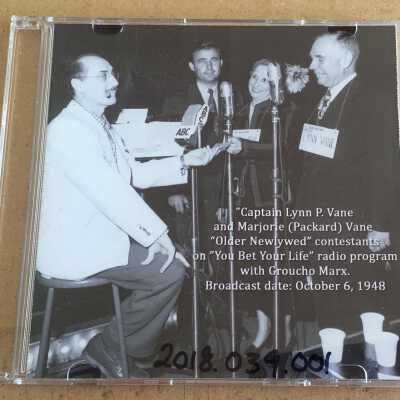 ABC
"Captain Lynn P. Vane
and Marjorie (Packard) Vane
"Older Newlywed" contestants
on "You Bet Your Life" radio program
with Groucho Marx.
Broadcast date: October 6, 1948
2018.034.001